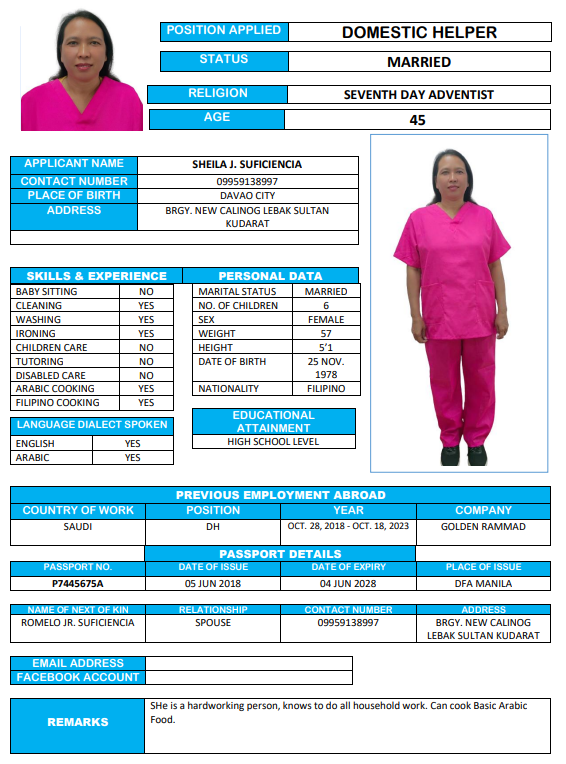 POSITION APPLIED DOMESTIC HELPER
STATUS MARRIED
RELIGION SEVENTH DAY ADVENTIST
AGE 45
APPLICANT NAME SHEILA J. SUFICIENCIA
CONTACT NUMBER 09959138997
PLACE OF BIRTH DAVAO CITY
ADDRESS BRGY. NEW CALINOG LEBAK SULTAN
KUDARAT
SKILLS & EXPERIENCE
BABY SITTING NO
CLEANING YES
WASHING YES
IRONING YES
CHILDREN CARE NO
TUTORING NO
DISABLED CARE NO
ARABIC COOKING YES
FILIPINO COOKING YES
LANGUAGE DIALECT SPOKEN
ENGLISH YES
ARABIC YES
PERSONAL DATA
MARITAL STATUS MARRIED
NO. OF CHILDREN 6
SEX FEMALE
WEIGHT 57
HEIGHT 5'1
DATE OF BIRTH 25 NOV.
1978
NATIONALITY FILIPINO
EDUCATIONAL
ATTAINMENT
HIGH SCHOOL LEVEL
PREVIOUS EMPLOYMENT ABROAD
COUNTRY OF WORK POSITION YEAR COMPANY
SAUDI DH OCT. 28, 2018 - OCT. 18, 2023 GOLDEN RAMMAD
PASSPORT DETAILS
PASSPORT NO. DATE OF ISSUE DATE OF EXPIRY PLACE OF ISSUE
P7445675A 05 JUN 2018 04 JUN 2028 DFA MANILA
NAME OF NEXT OF KIN RELATIONSHIP CONTACT NUMBER ADDRESS
ROMELO JR. SUFICIENCIA SPOUSE 09959138997 BRGY. NEW CALINOG
LEBAK SULTAN KUDARAT
EMAIL ADDRESS
FACEBOOK ACCOUNT
REMARKS
SHe is a hardworking person, knows to do all household work. Can cook Basic Arabic
Food.